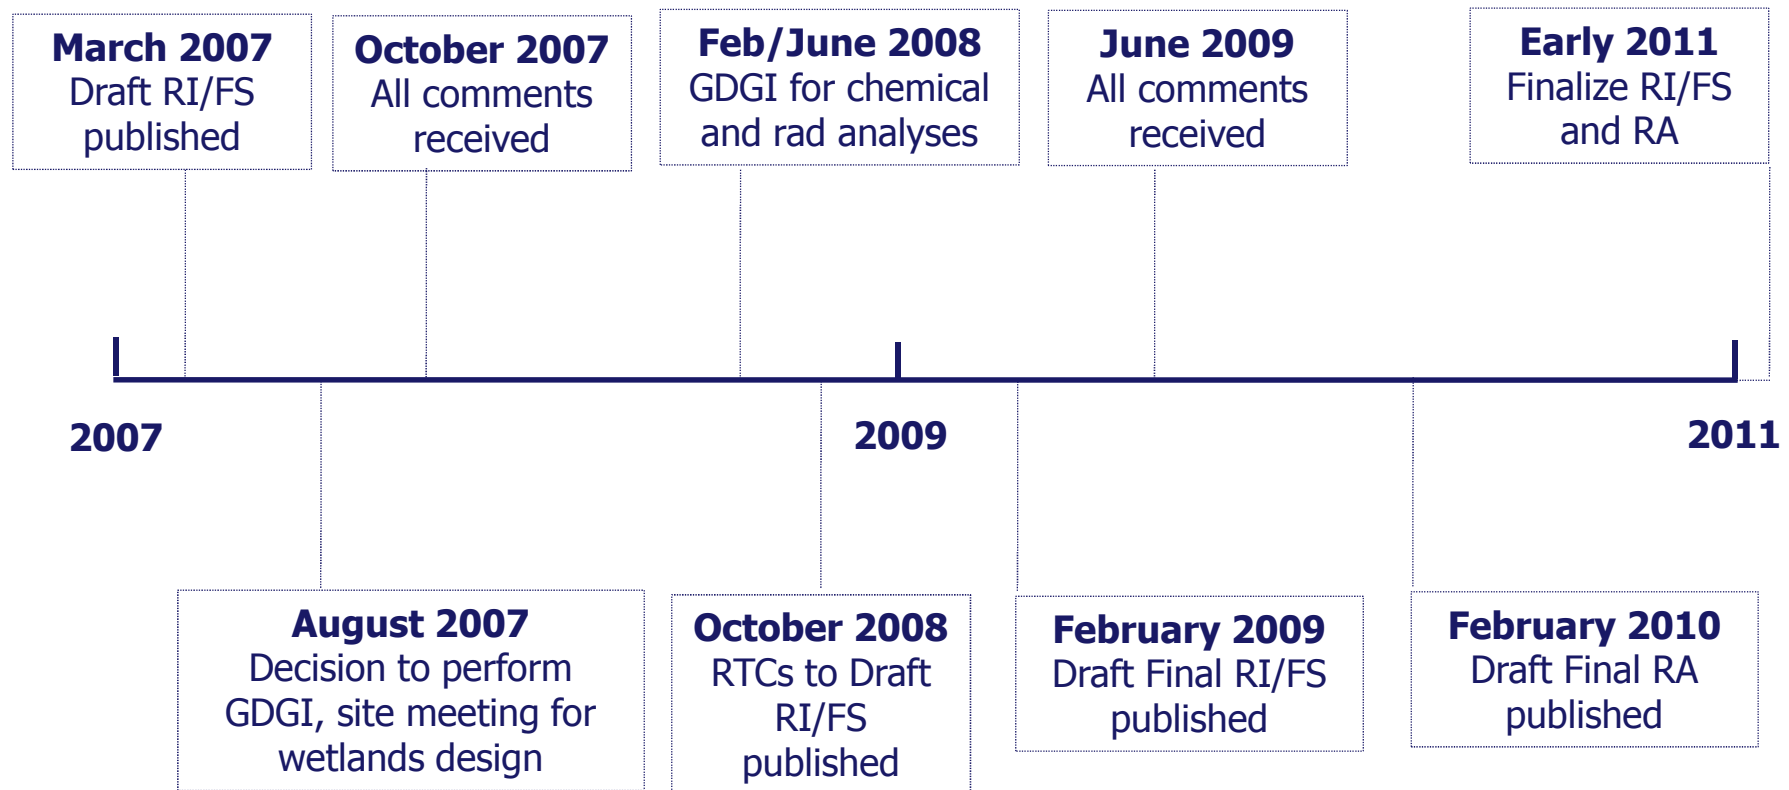 March 2007
Draft RI/FS
published
October 2007
All comments
received
Feb/June 2008
GDGI for chemical
and rad analyses
June 2009
All comments
received
Early 2011
Finalize RI/FS
and RA
2007
2009
2011
August 2007
Decision to perform
GDGI, site meeting for
wetlands design
October 2008
RTCs to Draft
RI/FS
published
February 2009
Draft Final RI/FS
published
February 2010
Draft Final RA
published